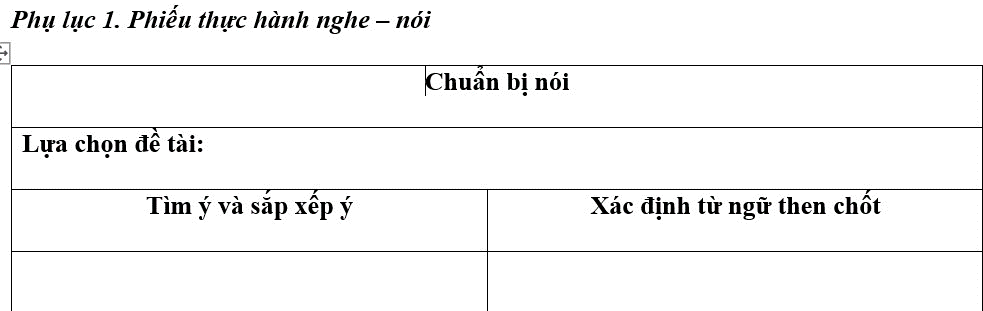 Phụ lục 1. Phiếu thực hành nghe – nói
Chuẩn bị nói
Lựa chọn đề tài:
Tìm ý và sắp xếp ý
Xác định từ ngữ then chốt